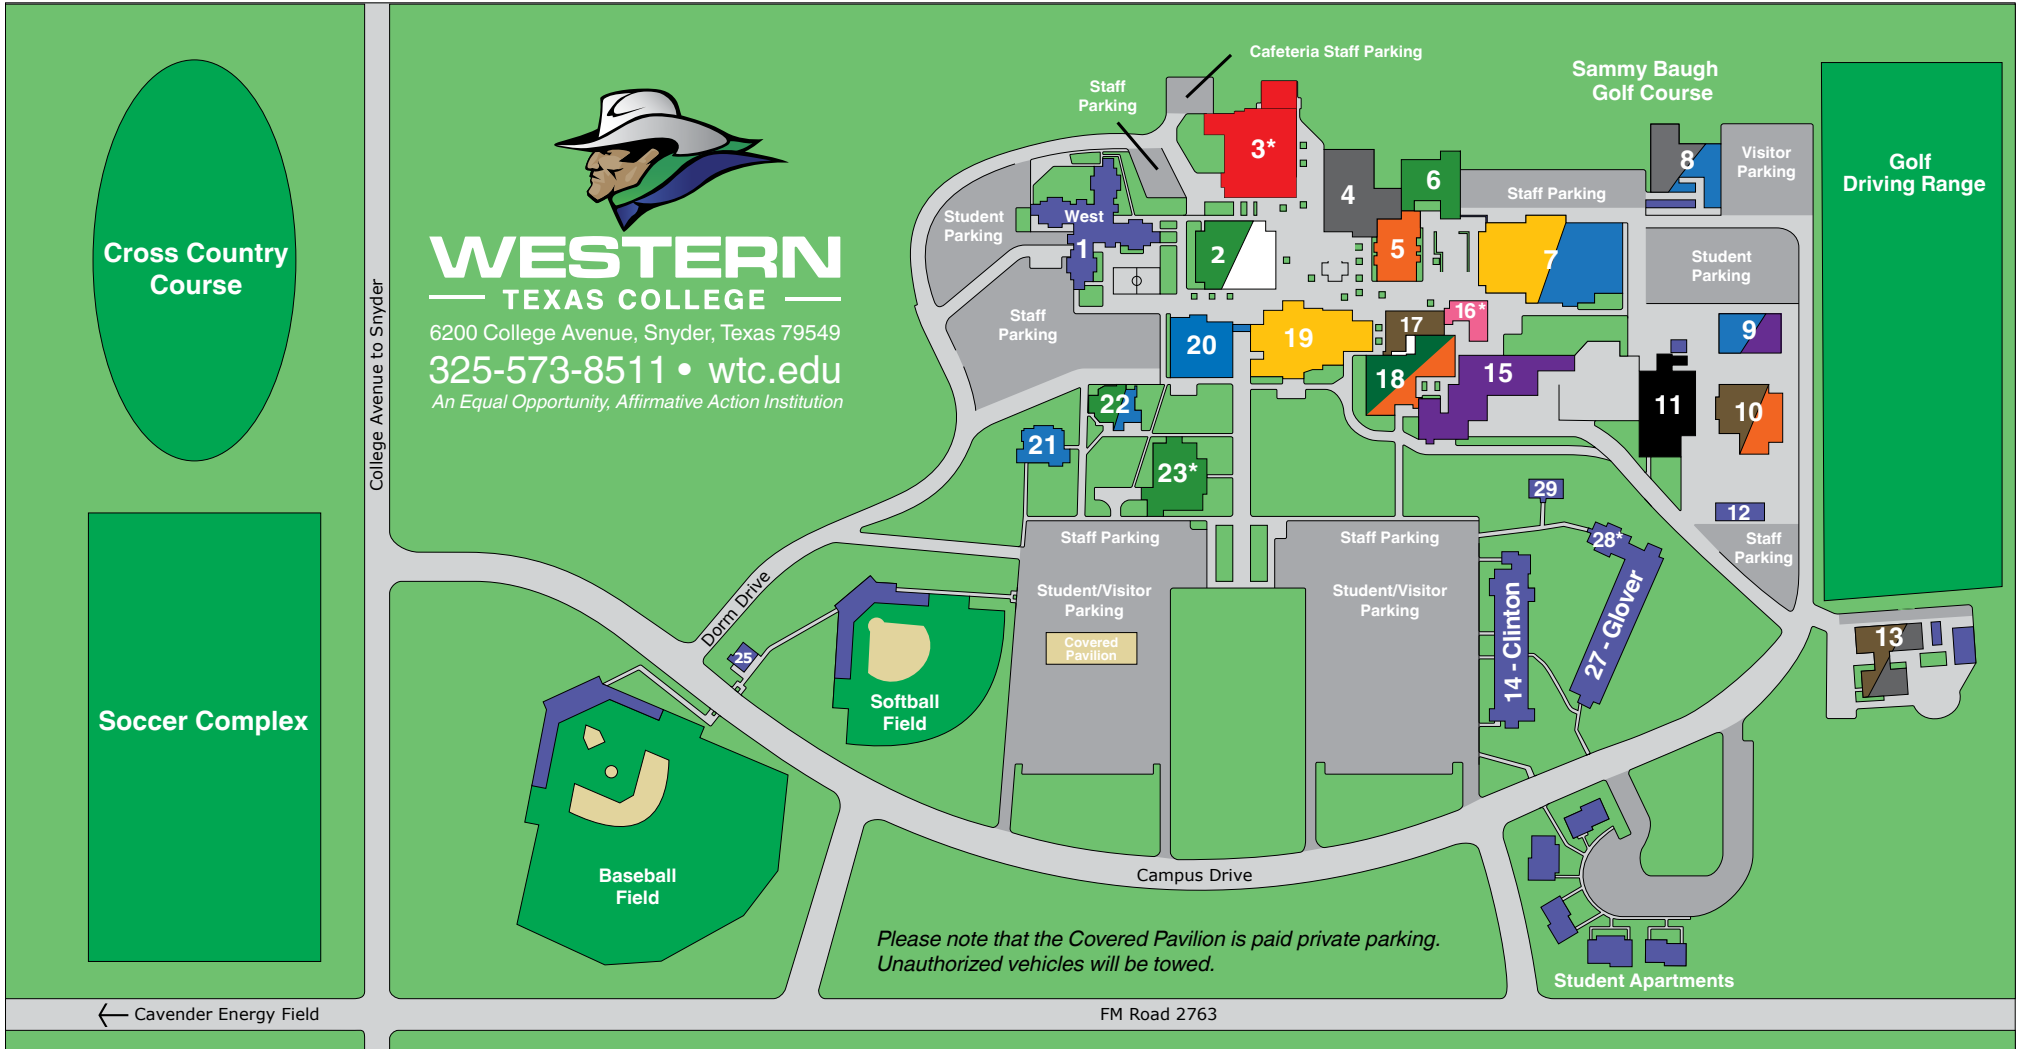 Cafeteria Staff Parking
Staff
Parking
Sammy Baugh
Golf Course
Cross Country
Course
College Avenue to Snyder
WESTERN
TEXAS COLLEGE
6200 College Avenue, Snyder, Texas 79549
325-573-8511 • wtc.edu
An Equal Opportunity, Affirmative Action Institution
Student
Parking
West
1
2
3*
4
5
6
Staff Parking
7
8
Visitor
Parking
Golf
Driving Range
Student
Parking
Staff
Parking
20
19
17
16*
18
15
9
11
10
12
Staff
Parking
22
21
23*
29
28*
27 - Glover
14 - Clinton
13
Staff Parking
Student/Visitor
Parking
Covered
Pavilion
Staff Parking
Student/Visitor
Parking
Dorm Drive
25
Softball
Field
Soccer Complex
Baseball
Field
Campus Drive
Please note that the Covered Pavilion is paid private parking.
Unauthorized vehicles will be towed.
Student Apartments
Cavender Energy Field
FM Road 2763